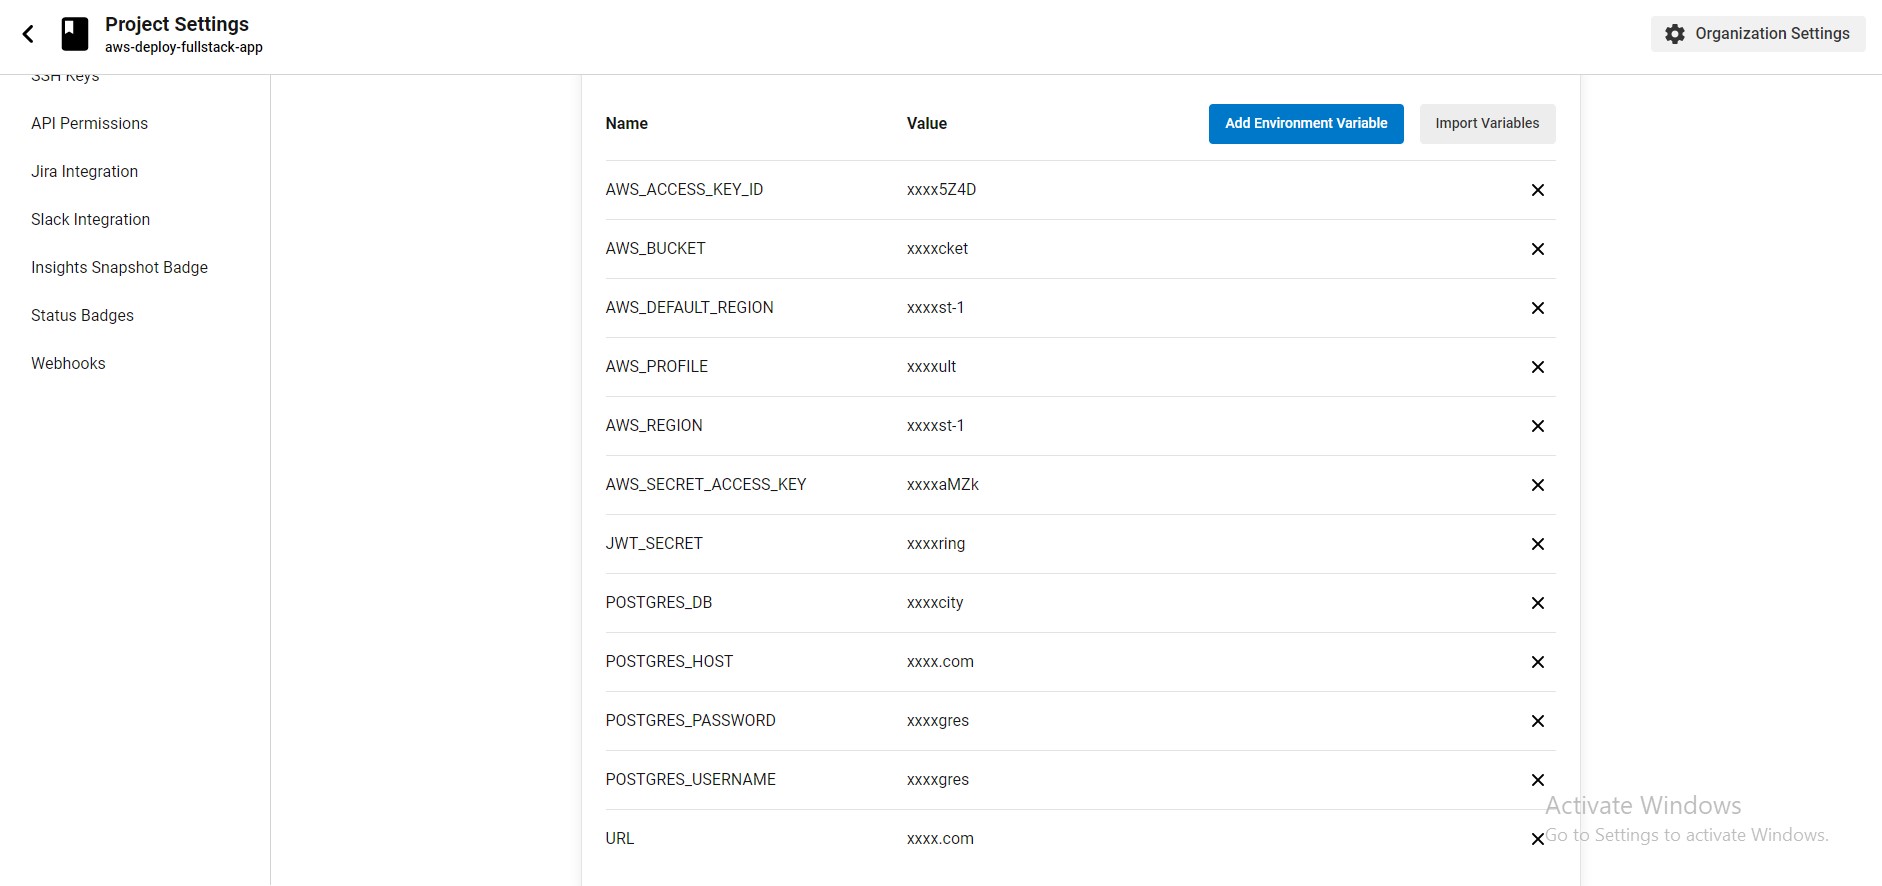 Project Settings
aws-deploy-fullstack-app
Organization Settings
SSH Keys
API Permissions
Jira Integration
Slack Integration
Insights Snapshot Badge
Status Badges
Webhooks
Name Value Add Environment Variable Import Variables
AWS_ACCESS_KEY_ID xxxx5Z4D
AWS_BUCKET xxxxcket
AWS_DEFAULT_REGION xxxxst-1
AWS_PROFILE xxxxult
AWS_REGION xxxxst-1
AWS_SECRET_ACCESS_KEY xxxxaMZk
JWT_SECRET xxxxring
POSTGRES_DB xxxxcity
POSTGRES_HOST xxxx.com
POSTGRES_PASSWORD xxxxgres
POSTGRES_USERNAME xxxxgres
URL xxxx.com
Activate Windows
Go to Settings to activate Windows.